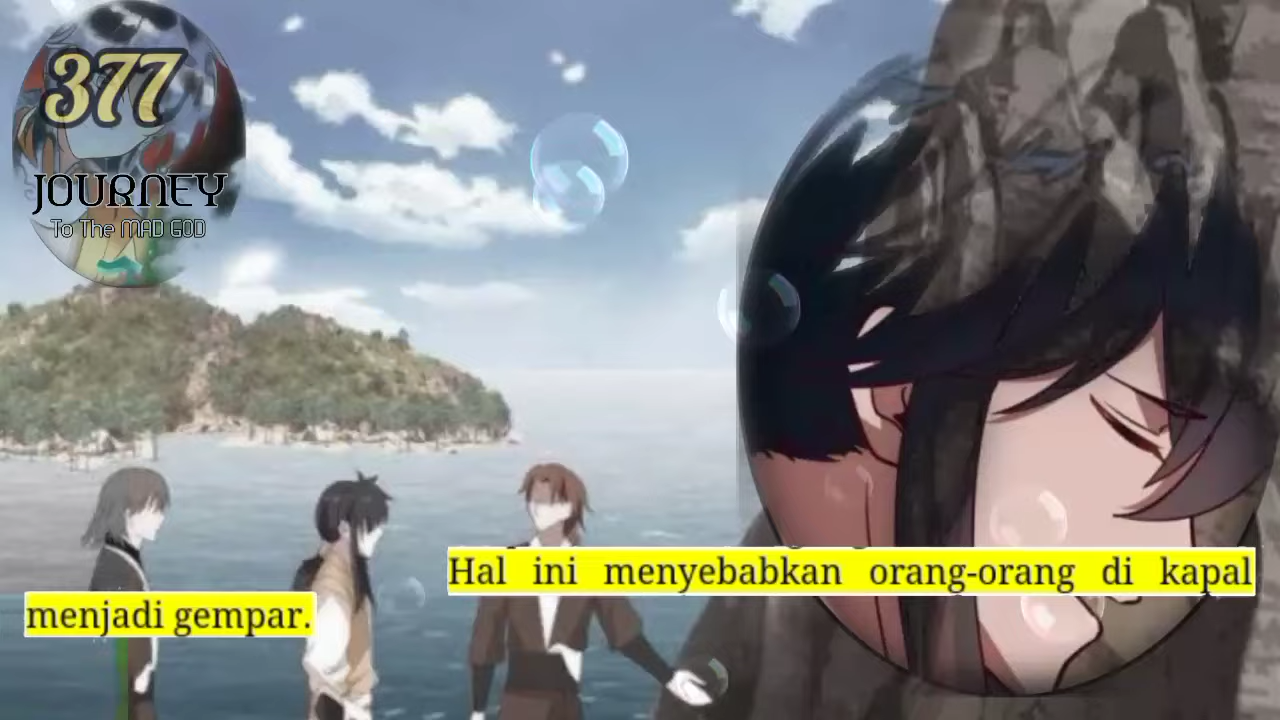 377
JOURNEY
To The MAD GOD
Hal ini menyebabkan orang-orang di kapal
menjadi gempar.